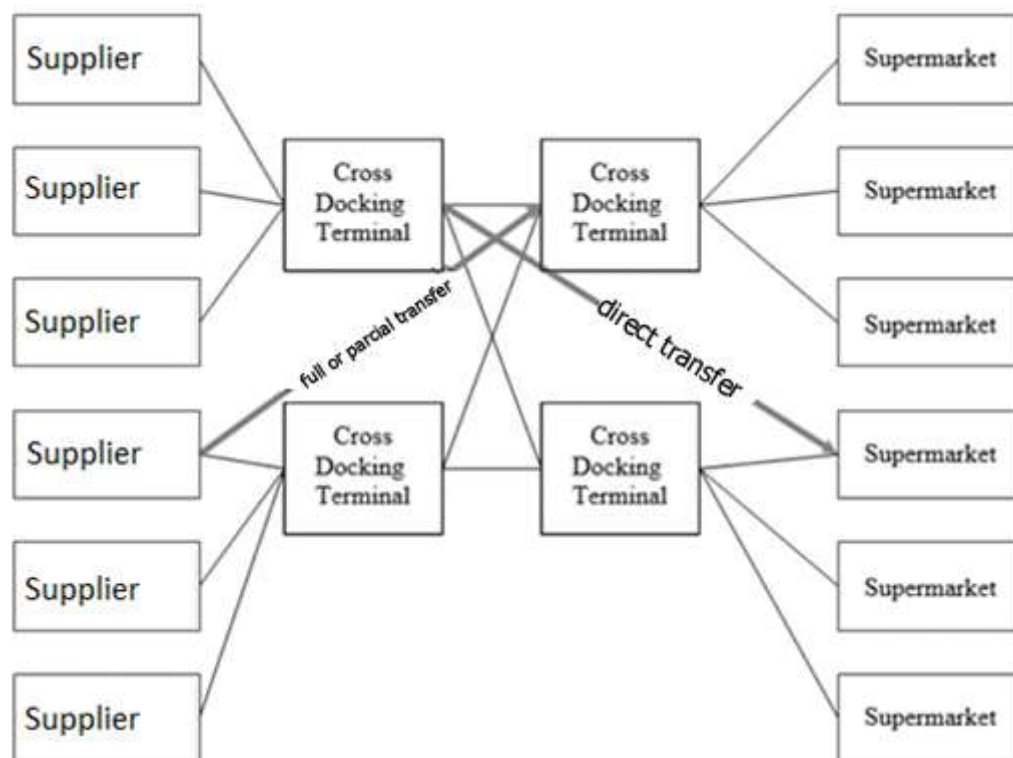 Supplier
Supermarket
Supplier
Cross
Docking
Terminal
Cross
Docking
Terminal
Supermarket
Supplier
full or parcial transfer
direct transfer
Supermarket
Supplier
Cross
Docking
Terminal
Cross
Docking
Terminal
Supermarket
Supplier
Supermarket
Supplier
Supermarket